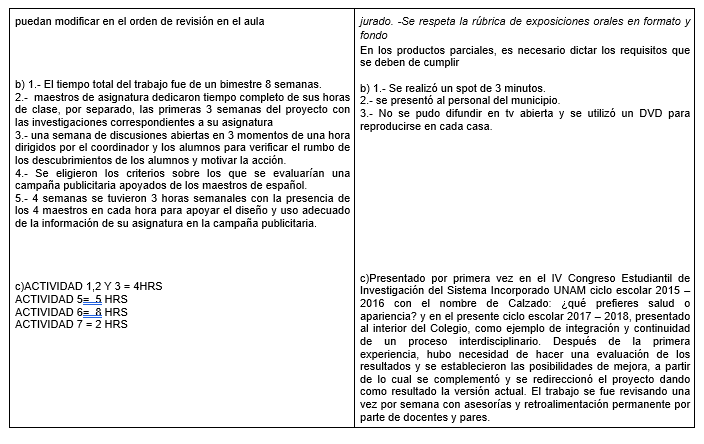 puedan modificar en el orden de revisión en el aula
b) 1.- El tiempo total del trabajo fue de un bimestre 8 semanas.
2.- maestros de asignatura dedicaron tiempo completo de sus horas
de clase, por separado, las primeras 3 semanas del proyecto con
las investigaciones correspondientes a su asignatura
3.- una semana de discusiones abiertas en 3 momentos de una hora
dirigidos por el coordinador y los alumnos para verificar el rumbo de
los descubrimientos de los alumnos y motivar la acción.
4.- Se eligieron los criterios sobre los que se evaluarían una
campaña publicitaria apoyados de los maestros de español.
5.- 4 semanas se tuvieron 3 horas semanales con la presencia de
los 4 maestros en cada hora para apoyar el diseño y uso adecuado
de la información de su asignatura en la campaña publicitaria.
c)ACTIVIDAD 1,2 Y 3 = 4HRS
ACTIVIDAD 5= 5 HRS
ACTIVIDAD 6= 8 HRS
ACTIVIDAD 7 = 2 HRS
jurado. -Se respeta la rúbrica de exposiciones orales en formato y
fondo
En los productos parciales, es necesario dictar los requisitos que
se deben de cumplir
b) 1.- Se realizó un spot de 3 minutos.
2.- se presentó al personal del municipio.
3.- No se pudo difundir en tv abierta y se utilizó un DVD para
reproducirse en cada casa.
c)Presentado por primera vez en el IV Congreso Estudiantil de
Investigación del Sistema Incorporado UNAM ciclo escolar 2015 –
2016 con el nombre de Calzado: ¿qué prefieres salud o
apariencia? y en el presente ciclo escolar 2017 – 2018, presentado
al interior del Colegio, como ejemplo de integración y continuidad
de un proceso interdisciplinario. Después de la primera
experiencia, hubo necesidad de hacer una evaluación de los
resultados y se establecieron las posibilidades de mejora, a partir
de lo cual se complementó y se redireccionó el proyecto dando
como resultado la versión actual. El trabajo se fue revisando una
vez por semana con asesorías y retroalimentación permanente por
parte de docentes y pares.